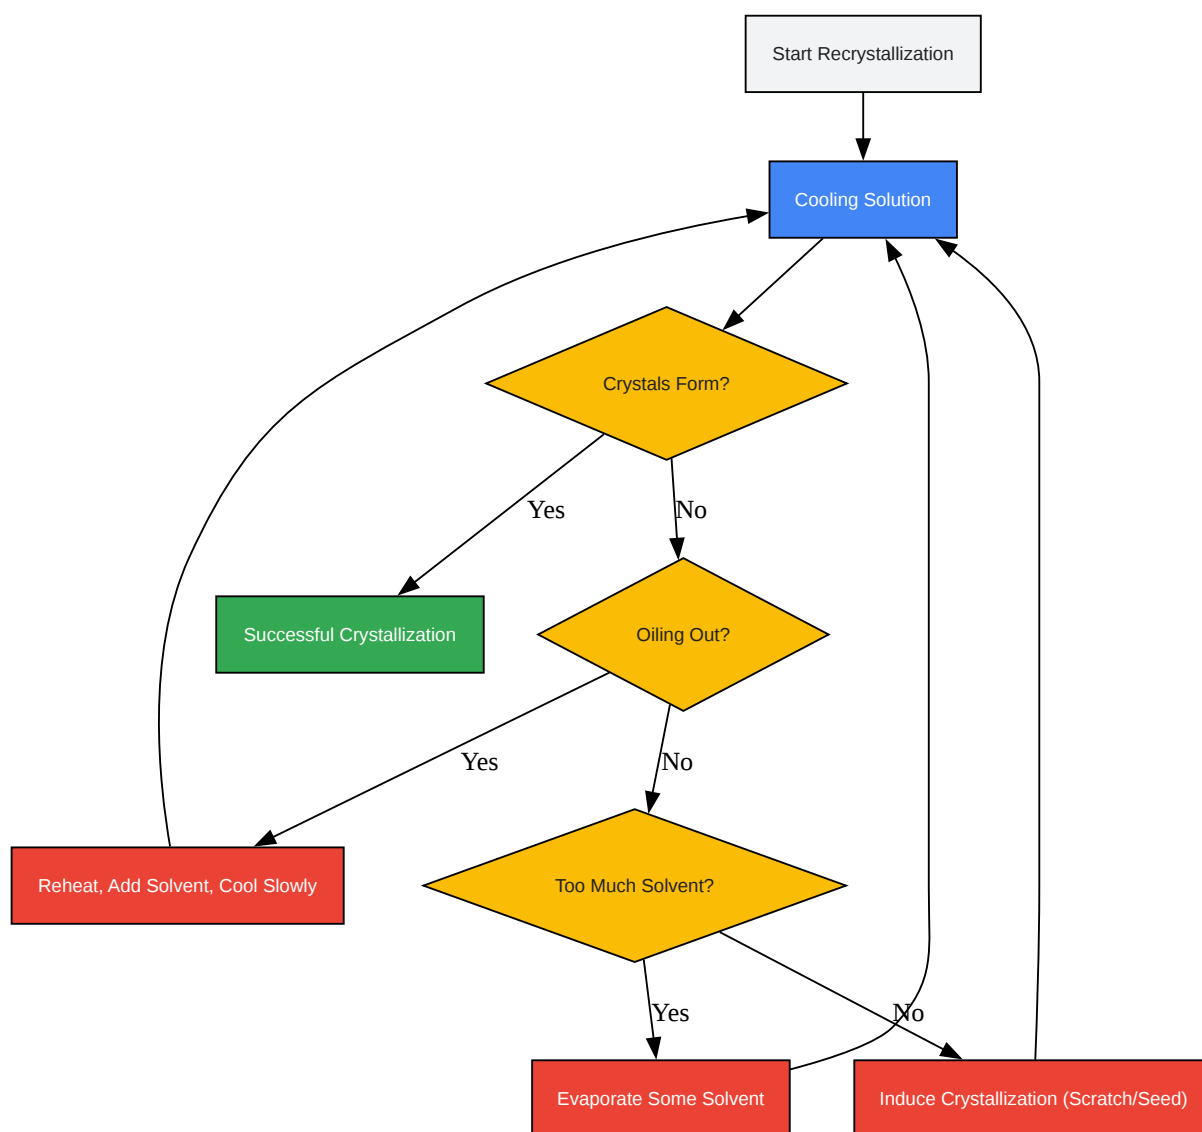 Start Recrystallization
Cooling Solution
Crystals Form?
Yes
No
Successful Crystallization
Oiling Out?
Yes
No
Reheat, Add Solvent, Cool Slowly
Too Much Solvent?
Yes
No
Evaporate Some Solvent
Induce Crystallization (Scratch/Seed)